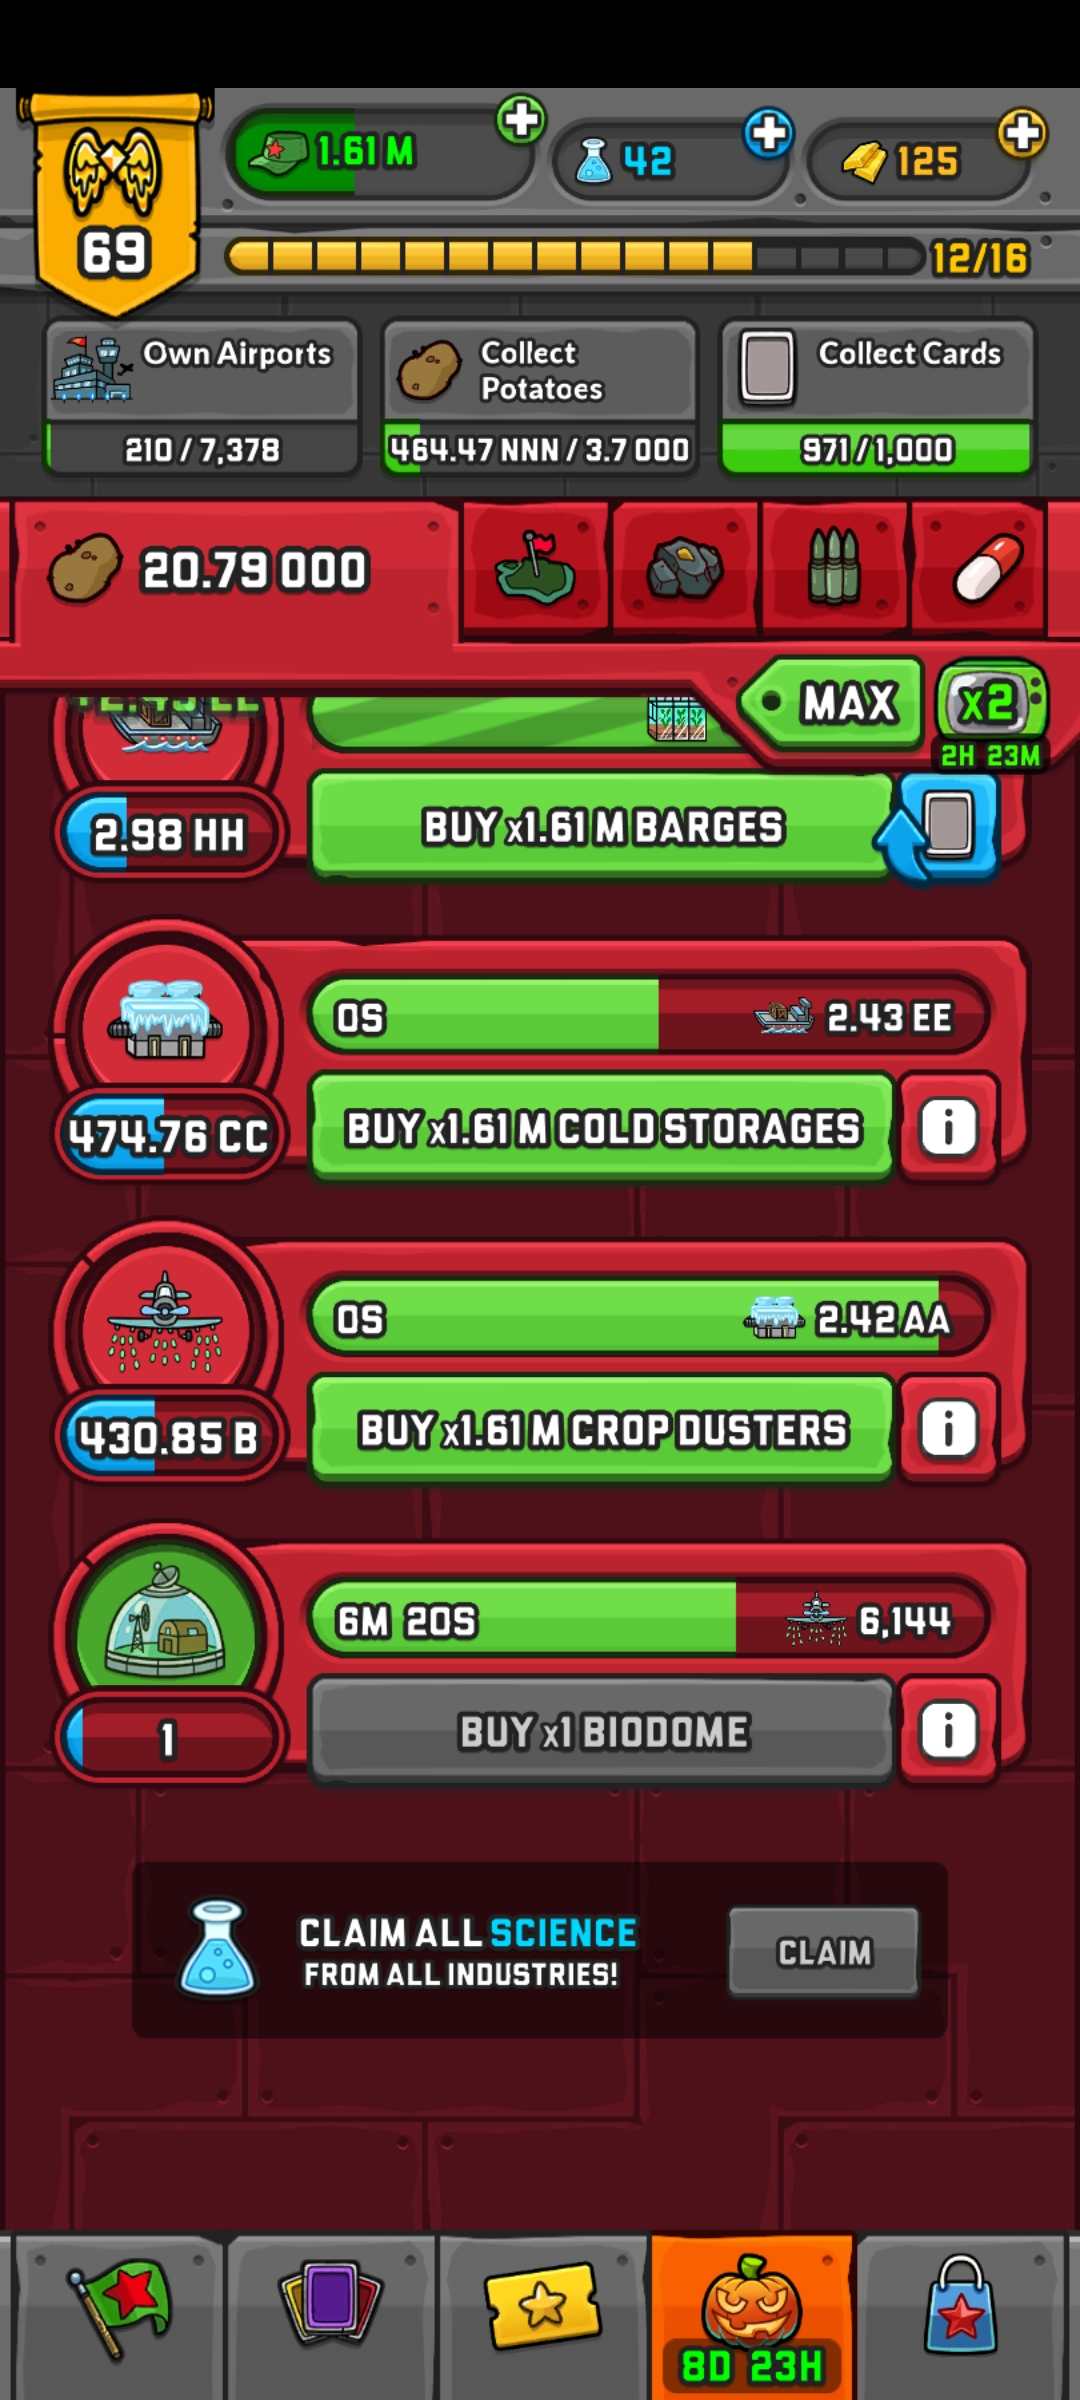 1.61 M
42
125
69
12/16
Own Airports
Collect
Potatoes
Collect Cards
210 / 7,378
464.47 NNN / 3.7 OOO
971 / 1,000
20.79 OOO
MAX
x2
2H 23M
2.98 HH
BUY x1.61 M BARGES
0S
2.43 EE
474.76 CC
BUY x1.61 M COLD STORAGES
0S
2.42 AA
430.85 B
BUY x1.61 M CROP DUSTERS
6M 20S
6,144
1
BUY x1 BIODOME
CLAIM ALL SCIENCE
FROM ALL INDUSTRIES!
CLAIM
8D 23H